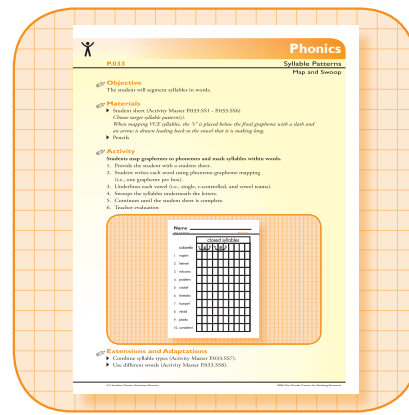 Phonics
P.033
Syllable Patterns
Map and Swoop
Objective
The student will segment syllables in words.
Materials
Student sheet (Activity Master P.033.SS1 - P.033.SS6)
Choose target syllable pattern(s).
When mapping VCE syllables, the "e" is placed below the final grapheme with a slash and
an arrow is drawn leading back to the vowel that it is making long.
Pencils
Activity
Students map graphemes to phonemes and mark syllables within words.
1. Provide the student with a student sheet.
2. Student writes each word using phoneme-grapheme mapping
(i.e., one grapheme per box).
3. Underlines each vowel (i.e., single, r-controlled, and vowel teams).
4. Swoops the syllables underneath the letters.
5. Continues until the student sheet is complete.
6. Teacher evaluation
Name
closed syllables
1. napkin
2. helmet
3. volcanic
4. problem
5. cricket
6. fantastic
7. trumpet
8.
9. plastic
10. consistent
Extensions and Adaptations
Combine syllable types (Activity Master P.033.SS7).
Use different words (Activity Master P.033.SS8).